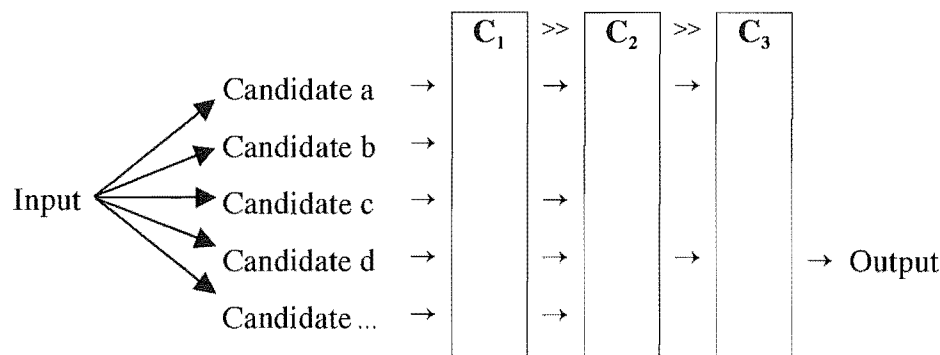 C₁ >> C₂ >> C₃
Candidate a → → →
Candidate b →
Candidate c → →
Input
Candidate d → → → → Output
Candidate ... → →